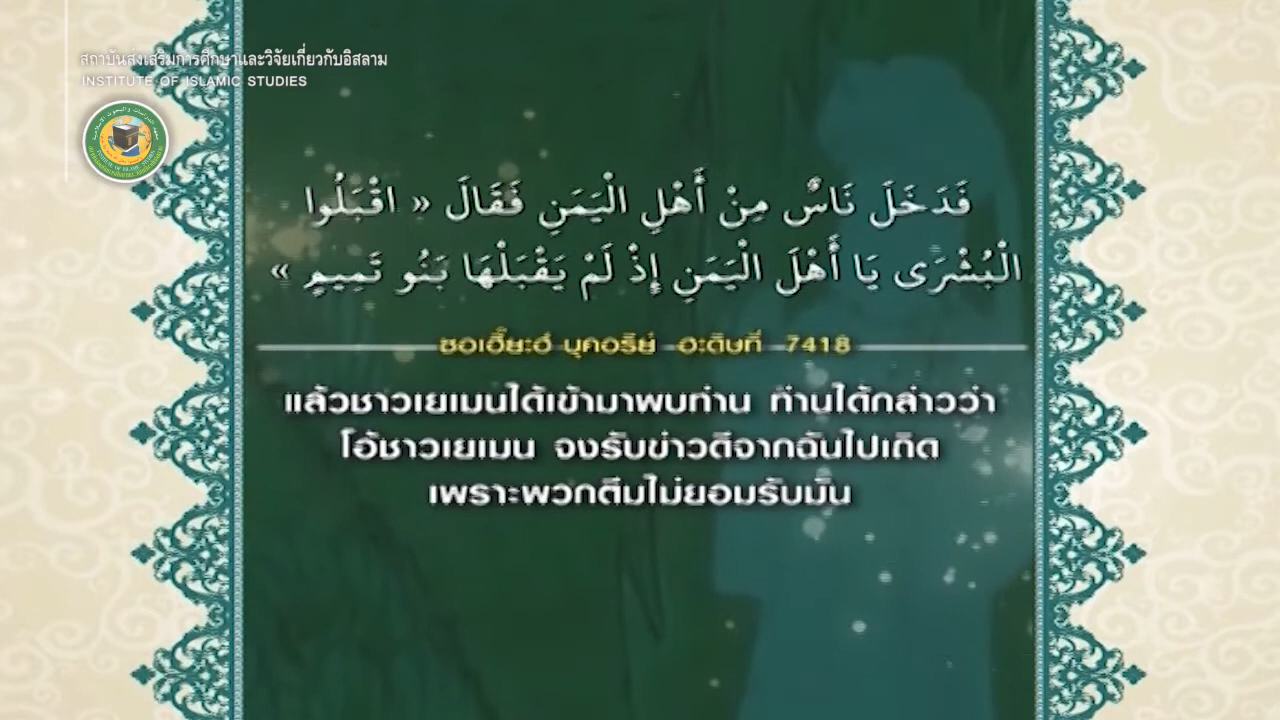 สถาบันส่งเสริมการศึกษาและวิจัยเกี่ยวกับอิสลาม
INSTITUTE OF ISLAMIC STUDIES
فَدَخَلَ نَاسٌ مِنْ أَهْلِ الْيَمَنِ فَقَالَ « اقْبَلُوا
الْبُشْرَى يَا أَهْلَ الْيَمَنِ إِذْ لَمْ يَقْبَلْهَا بَنُو تَمِيمٍ »
ซอเฮี๊ยะฮ์ บุคอรีย์ ฮะดิษที่ 7418
แล้วชาวเยเมนได้เข้ามาพบท่าน ท่านได้กล่าวว่า
โอ้ชาวเยเมน จงรับข่าวดีจากฉันไปเถิด
เพราะพวกตีมไม่ยอมรับมั้น